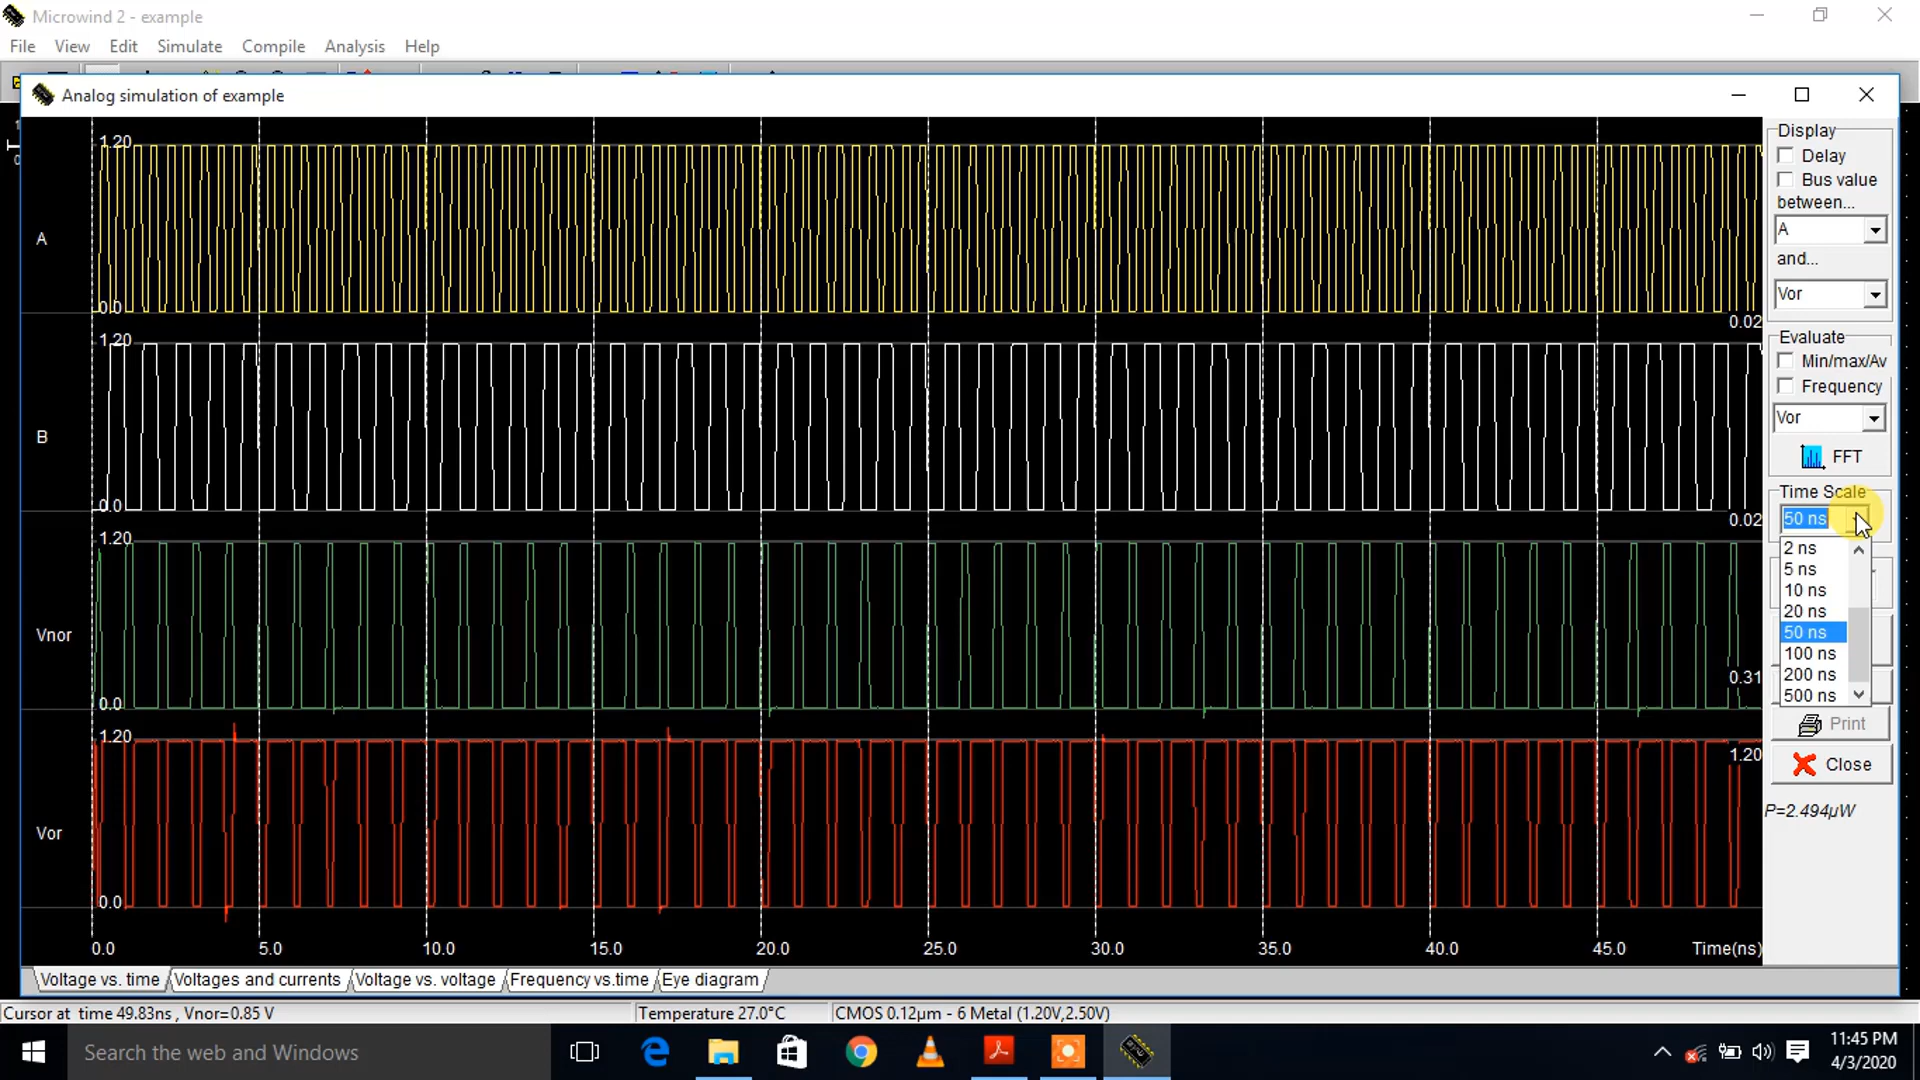 Microwind 2 - example
File View Edit Simulate Compile Analysis Help
Analog simulation of example
Display
Delay
Bus value
between...
A
and...
Vor
Evaluate
Min/max/Av
Frequency
Vor
FFT
Time Scale
50 ns
2 ns
5 ns
10 ns
20 ns
50 ns
100 ns
200 ns
500 ns
Print
Close
P=2.494µW
1.20
A
0.0
0.02
1.20
B
0.0
0.02
1.20
Vnor
0.31
0.0
1.20
1.20
Vor
0.0
0.0 5.0 10.0 15.0 20.0 25.0 30.0 35.0 40.0 45.0 Time(ns)
Voltage vs. time Voltages and currents Voltage vs. voltage Frequency vs.time Eye diagram
Cursor at time 49.83ns , Vnor=0.85 V Temperature 27.0°C CMOS 0.12µm - 6 Metal (1.20V,2.50V)
Search the web and Windows
11:45 PM
4/3/2020